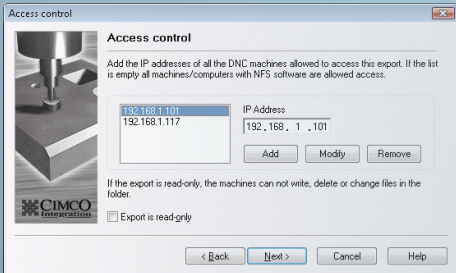 Access control
Access control
Add the IP addresses of all the DNC machines allowed to access this export. If the list
is empty all machines/computers with NFS software are allowed access.
192.168.1.101
192.168.1.117
IP Address
192 . 168 . 1 . 101
Add
Modify
Remove
If the export is read-only, the machines can not write, delete or change files in the
folder.
Export is read-only
CIMCO
Integration
< Back
Next >
Cancel
Help